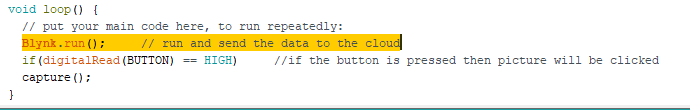 void loop() {
// put your main code here, to run repeatedly:
Blynk.run();     // run and send the data to the cloud
if(digitalRead(BUTTON) == HIGH)     //if the button is pressed then picture will be clicked
capture();
}